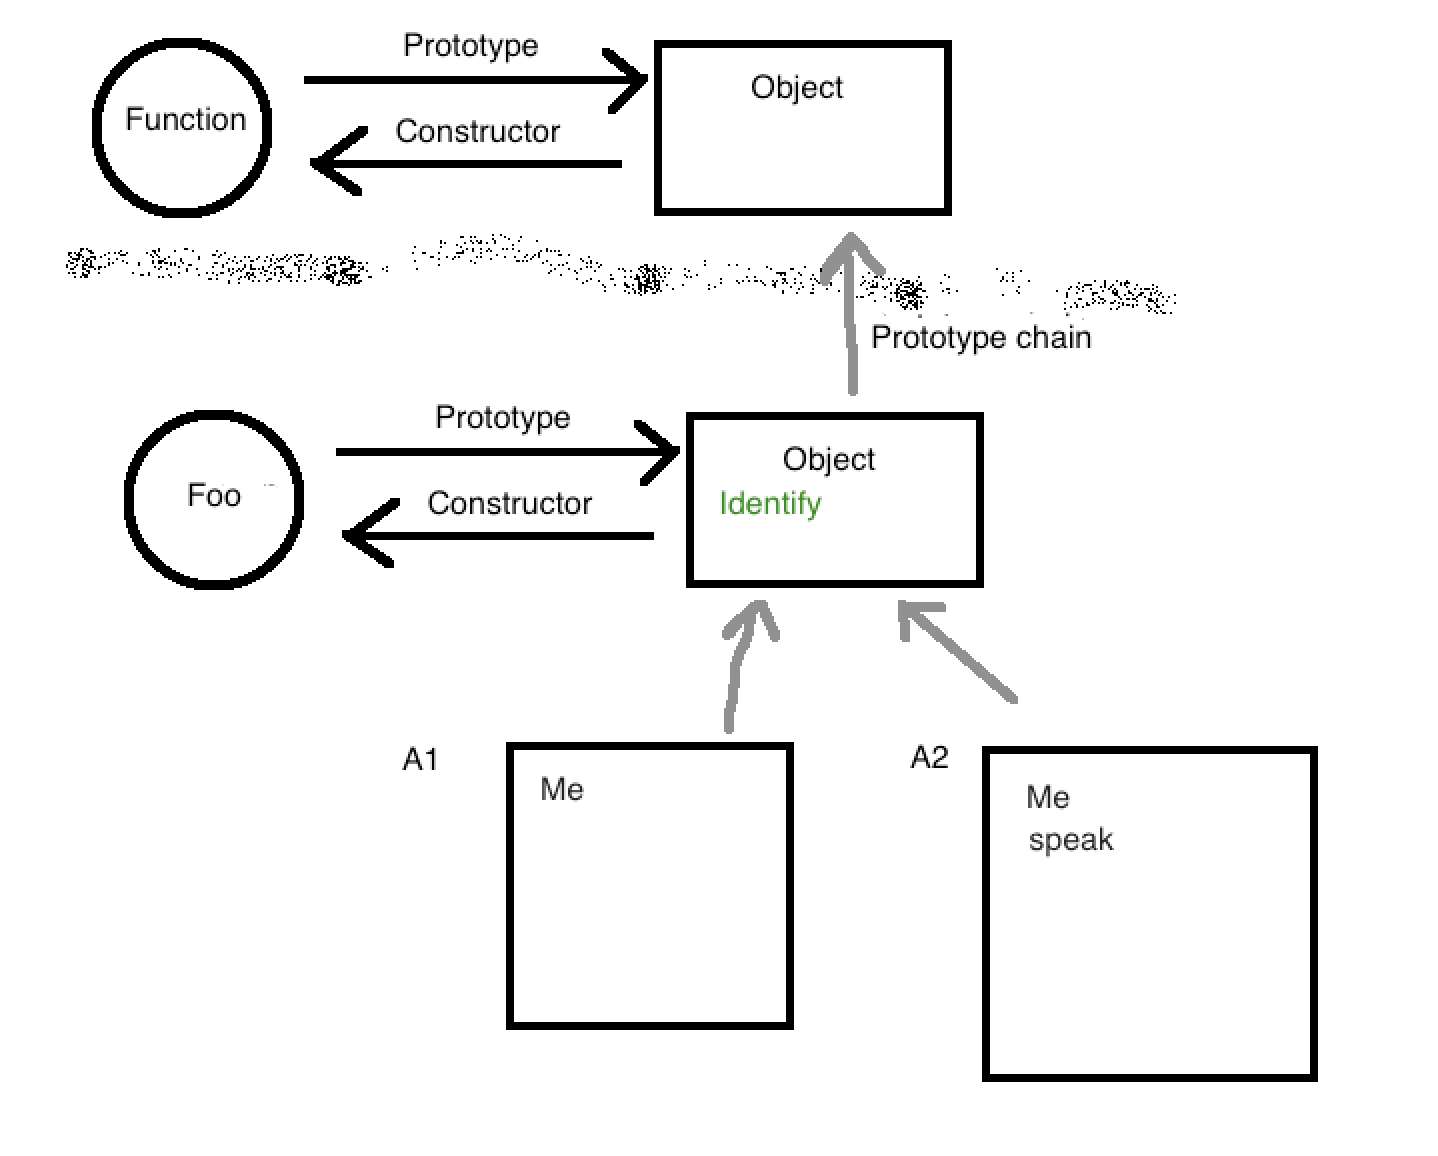 Prototype
Function
Object
Constructor
Prototype chain
Prototype
Foo
Object
Identify
Constructor
A1
Me
A2
Me
speak